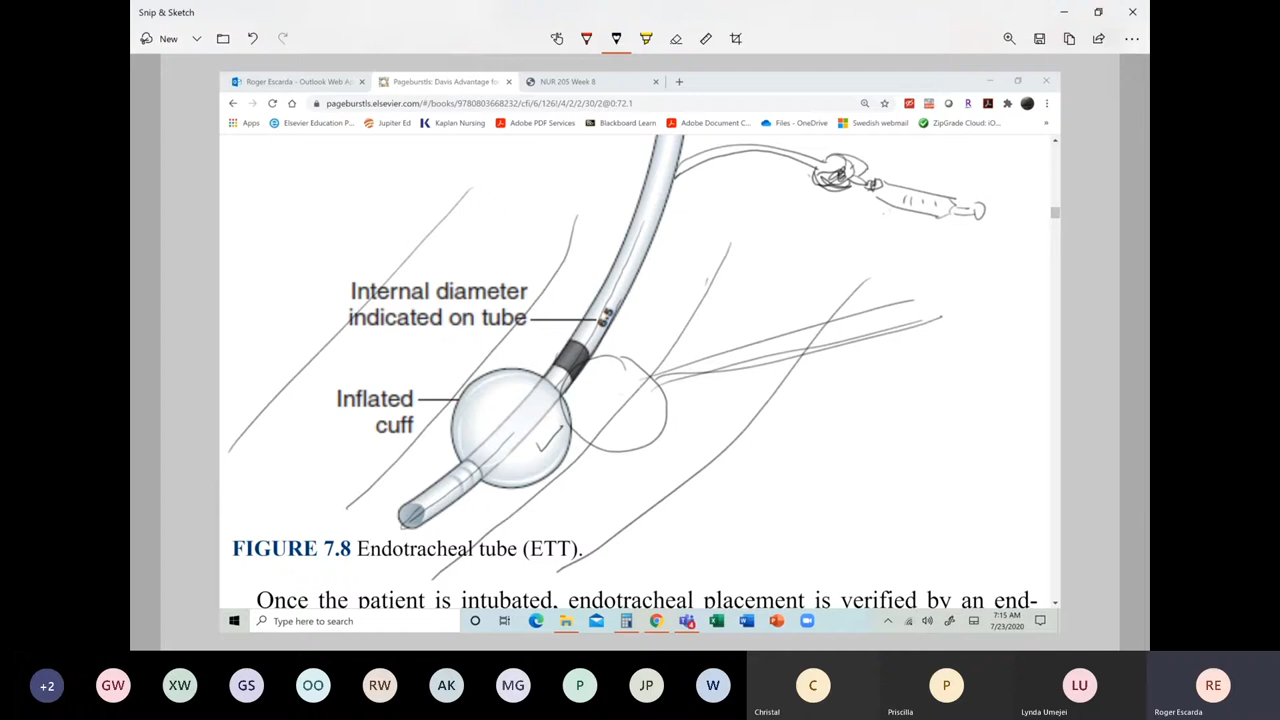 Snip & Sketch
New
Roger Escarda - Outlook Web Ap
Pageburstls: Davis Advantage for
NUR 205 Week 8
pageburstls.elsevier.com/#/books/9780803668232/cfi/6/126!/4/2/2/30/2@0:72.1
Apps
Elsevier Education P...
Jupiter Ed
Kaplan Nursing
Adobe PDF Services
Blackboard Learn
Adobe Document C...
Files - OneDrive
Swedish webmail
ZipGrade Cloud: iO...
Internal diameter
indicated on tube
Inflated
cuff
FIGURE 7.8 Endotracheal tube (ETT).
Once the patient is intubated, endotracheal placement is verified by an end-
Type here to search
7:15 AM
7/23/2020
+2
GW
XW
GS
OO
RW
AK
MG
P
JP
W
C
Christal
P
Priscilla
LU
Lynda Umejei
RE
Roger Escarda